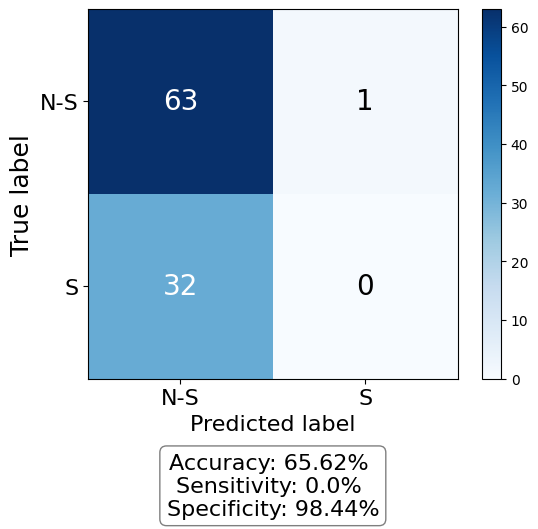 60
N-S
63
1
50
40
True label
30
20
S
32
0
10
0
N-S
S
Predicted label
Accuracy: 65.62%
Sensitivity: 0.0%
Specificity: 98.44%